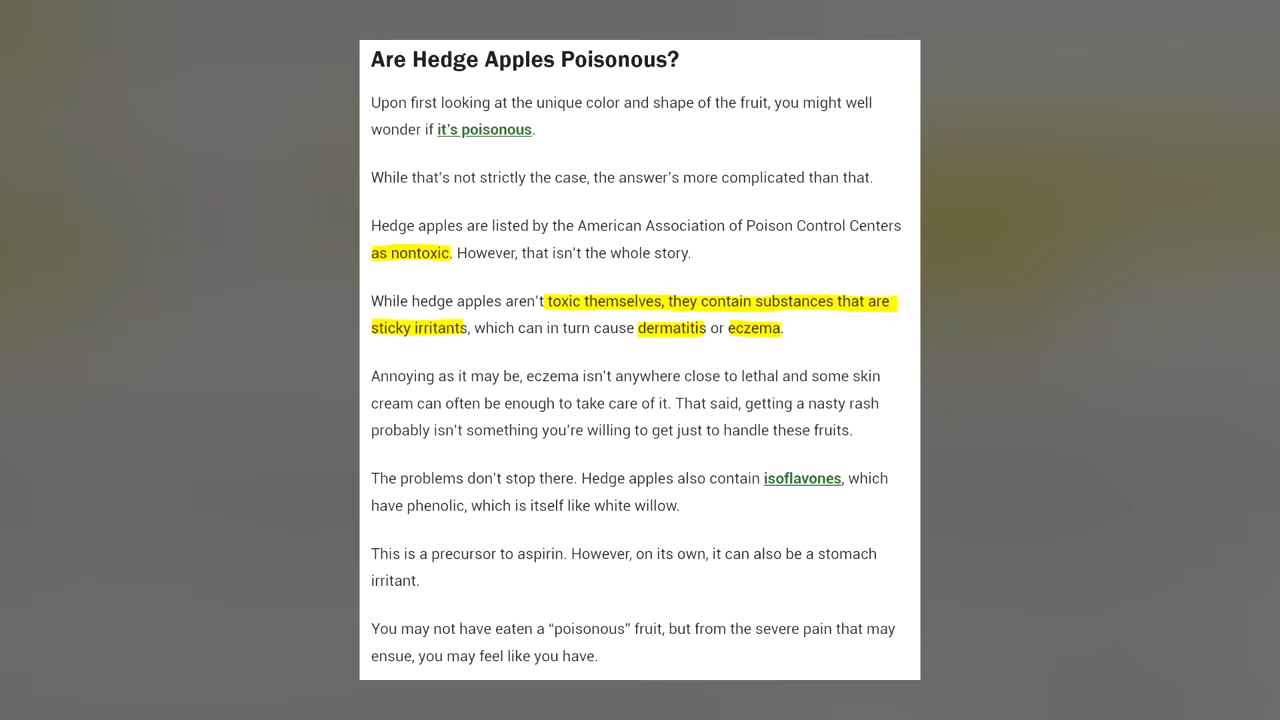 Are Hedge Apples Poisonous?
Upon first looking at the unique color and shape of the fruit, you might well
wonder if it's poisonous.
While that's not strictly the case, the answer's more complicated than that.
Hedge apples are listed by the American Association of Poison Control Centers
as nontoxic. However, that isn't the whole story.
While hedge apples aren't toxic themselves, they contain substances that are
sticky irritants, which can in turn cause dermatitis or eczema.
Annoying as it may be, eczema isn't anywhere close to lethal and some skin
cream can often be enough to take care of it. That said, getting a nasty rash
probably isn't something you're willing to get just to handle these fruits.
The problems don't stop there. Hedge apples also contain isoflavones, which
have phenolic, which is itself like white willow.
This is a precursor to aspirin. However, on its own, it can also be a stomach
irritant.
You may not have eaten a “poisonous” fruit, but from the severe pain that may
ensue, you may feel like you have.